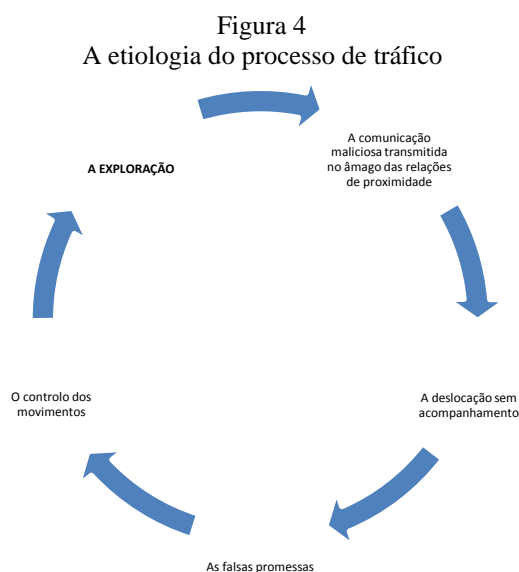 Figura 4
A etiologia do processo de tráfico
A comunicação
maliciosa transmitida
no âmago das relações
de proximidade
A EXPLORAÇÃO
O controlo dos
movimentos
A deslocação sem
acompanhamento
As falsas promessas